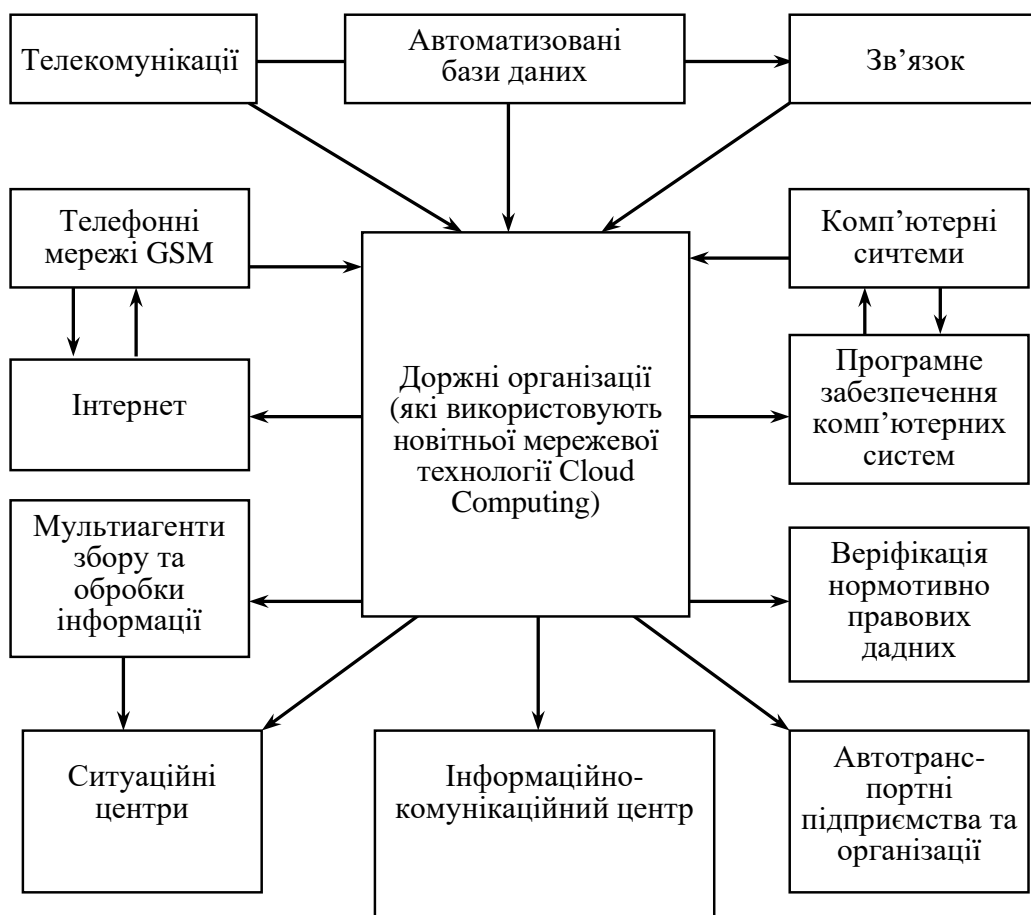 Телекомунікації
Автоматизовані
бази даних
Зв’язок
Телефонні
мережі GSM
Комп’ютерні
сичтеми
Інтернет
Доржні організації
(які використовують
новітньої мережевої
технології Cloud
Computing)
Програмне
забезпечення
комп’ютерних
систем
Мультиагенти
збору та
обробки
інформації
Веріфікація
нормотивно
правових
дадних
Ситуаційні
центри
Інформаційно-
комунікаційний центр
Автотранс-
портні
підприємства та
організації